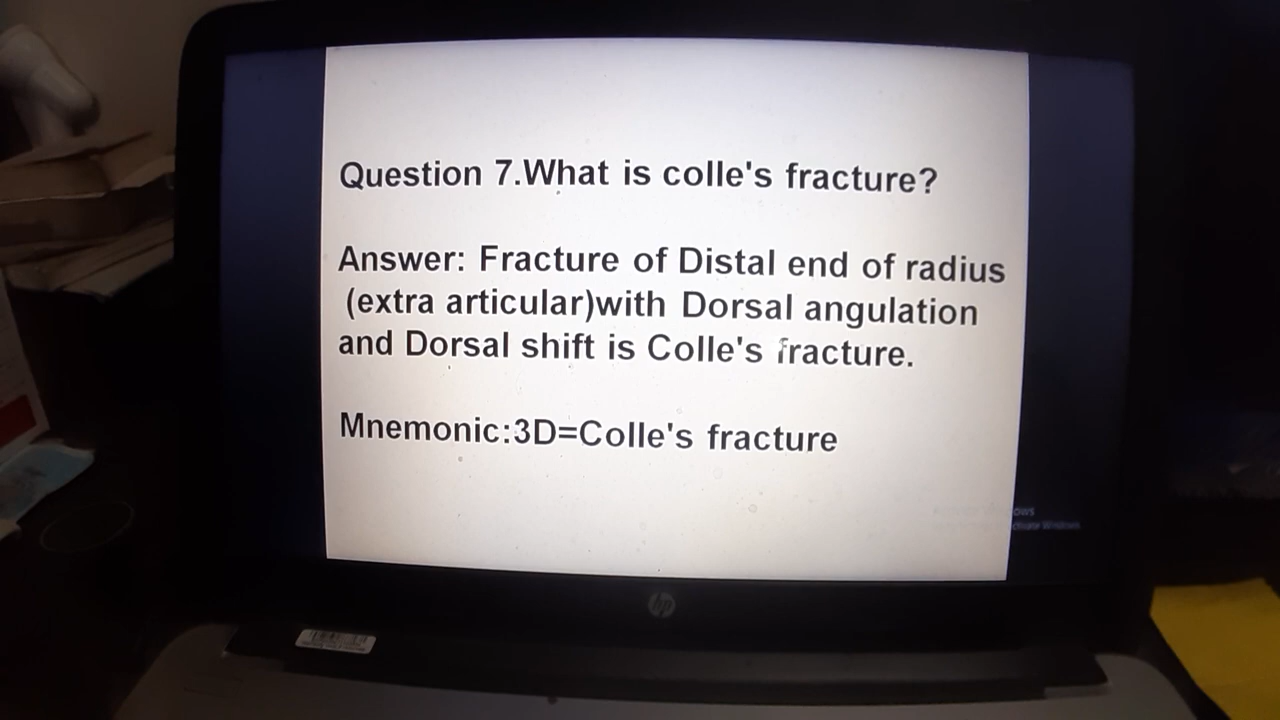 Question 7.What is colle's fracture?
Answer: Fracture of Distal end of radius
(extra articular)with Dorsal angulation
and Dorsal shift is Colle's fracture.
Mnemonic:3D=Colle's fracture
hp